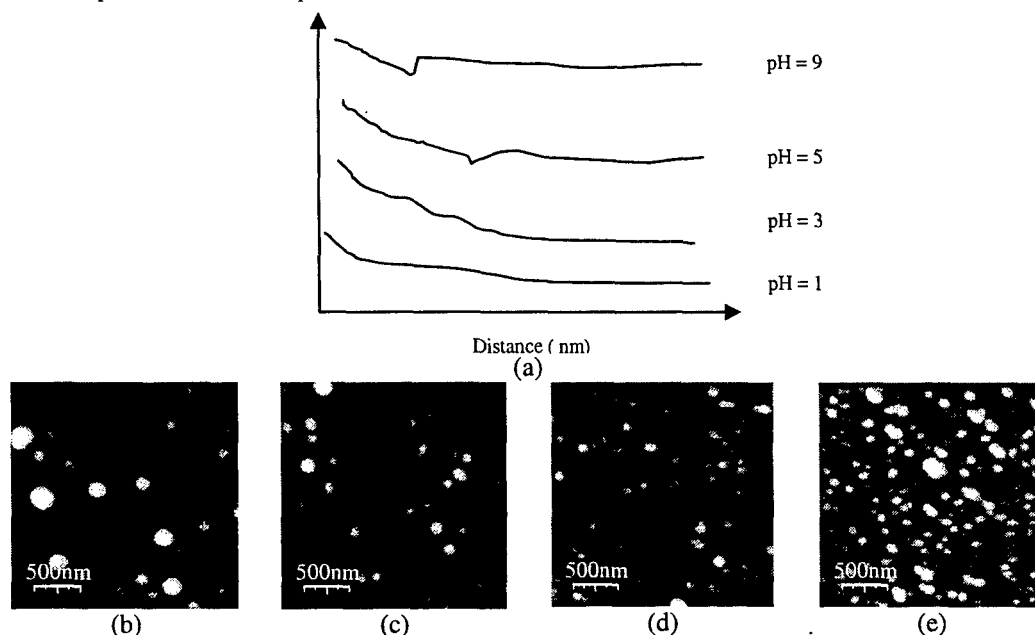 pH = 9
pH = 5
pH = 3
pH = 1
Distance ( nm)
(a)
500nm
500nm
500nm
500nm
(b)
(c)
(d)
(e)